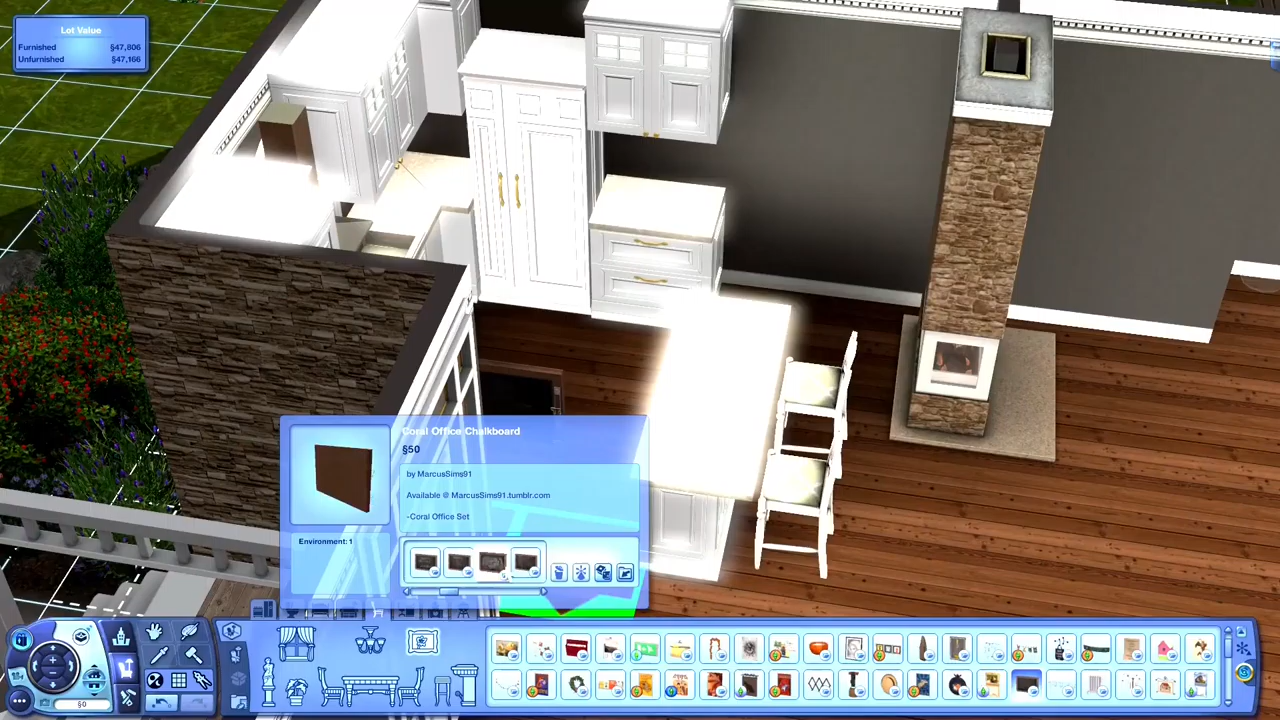 Lot Value
Furnished §47,806
Unfurnished §47,166
Coral Office Chalkboard
§50
by MarcusSims91
Available @ MarcusSims91.tumblr.com
-Coral Office Set
Environment: 1
§0